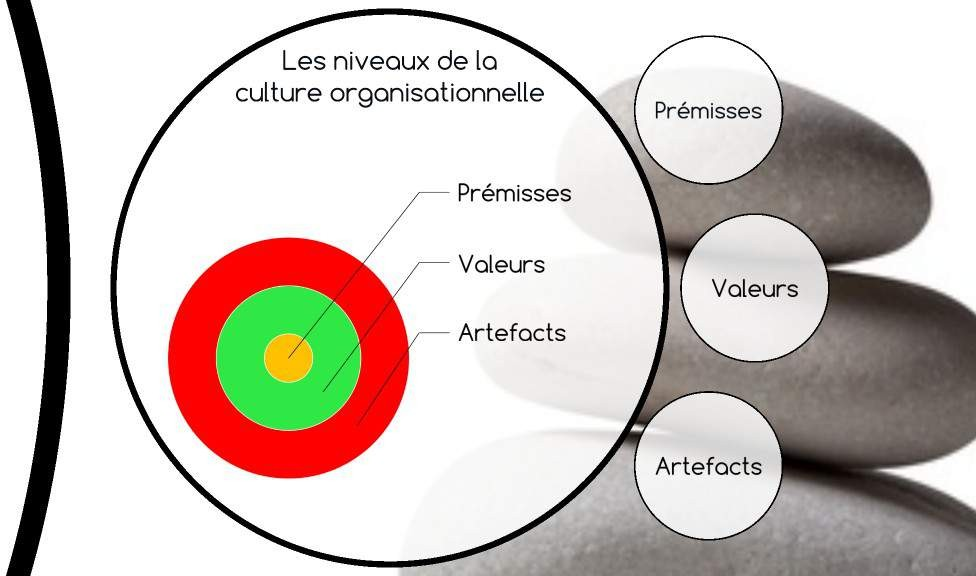 Les niveaux de la
culture organisationnelle
Prémisses
Valeurs
Artefacts
Prémisses
Valeurs
Artefacts